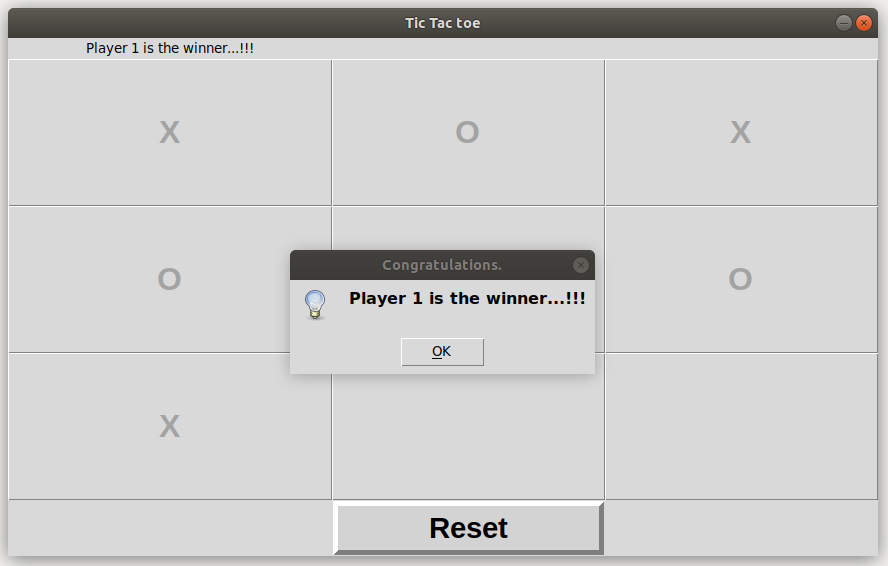 Tic Tac toe
Player 1 is the winner...!!!
X O X
O O
Congratulations.
Player 1 is the winner...!!!
OK
X
Reset